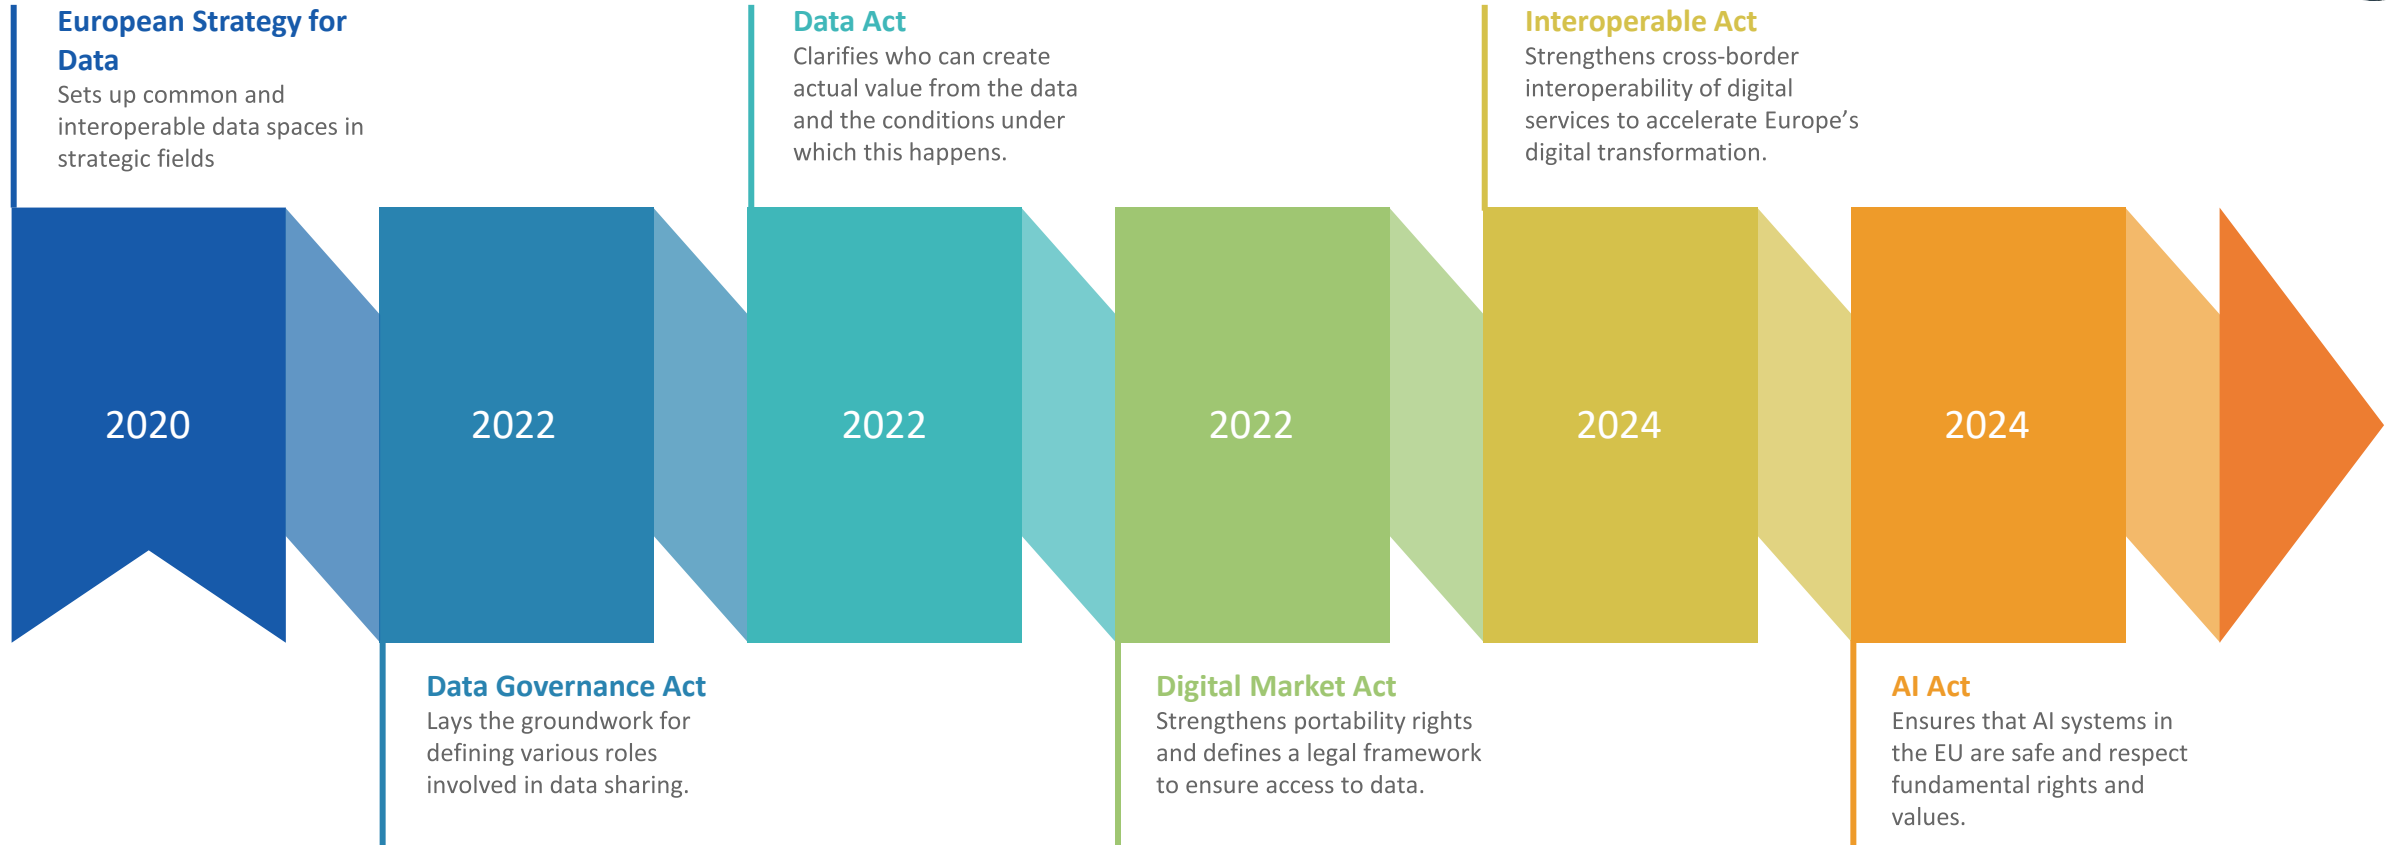 European Strategy for
Data
Sets up common and
interoperable data spaces in
strategic fields
Data Act
Clarifies who can create
actual value from the data
and the conditions under
which this happens.
Interoperable Act
Strengthens cross-border
interoperability of digital
services to accelerate Europe’s
digital transformation.
2020
2022
2022
2022
2024
2024
Data Governance Act
Lays the groundwork for
defining various roles
involved in data sharing.
Digital Market Act
Strengthens portability rights
and defines a legal framework
to ensure access to data.
AI Act
Ensures that AI systems in
the EU are safe and respect
fundamental rights and
values.